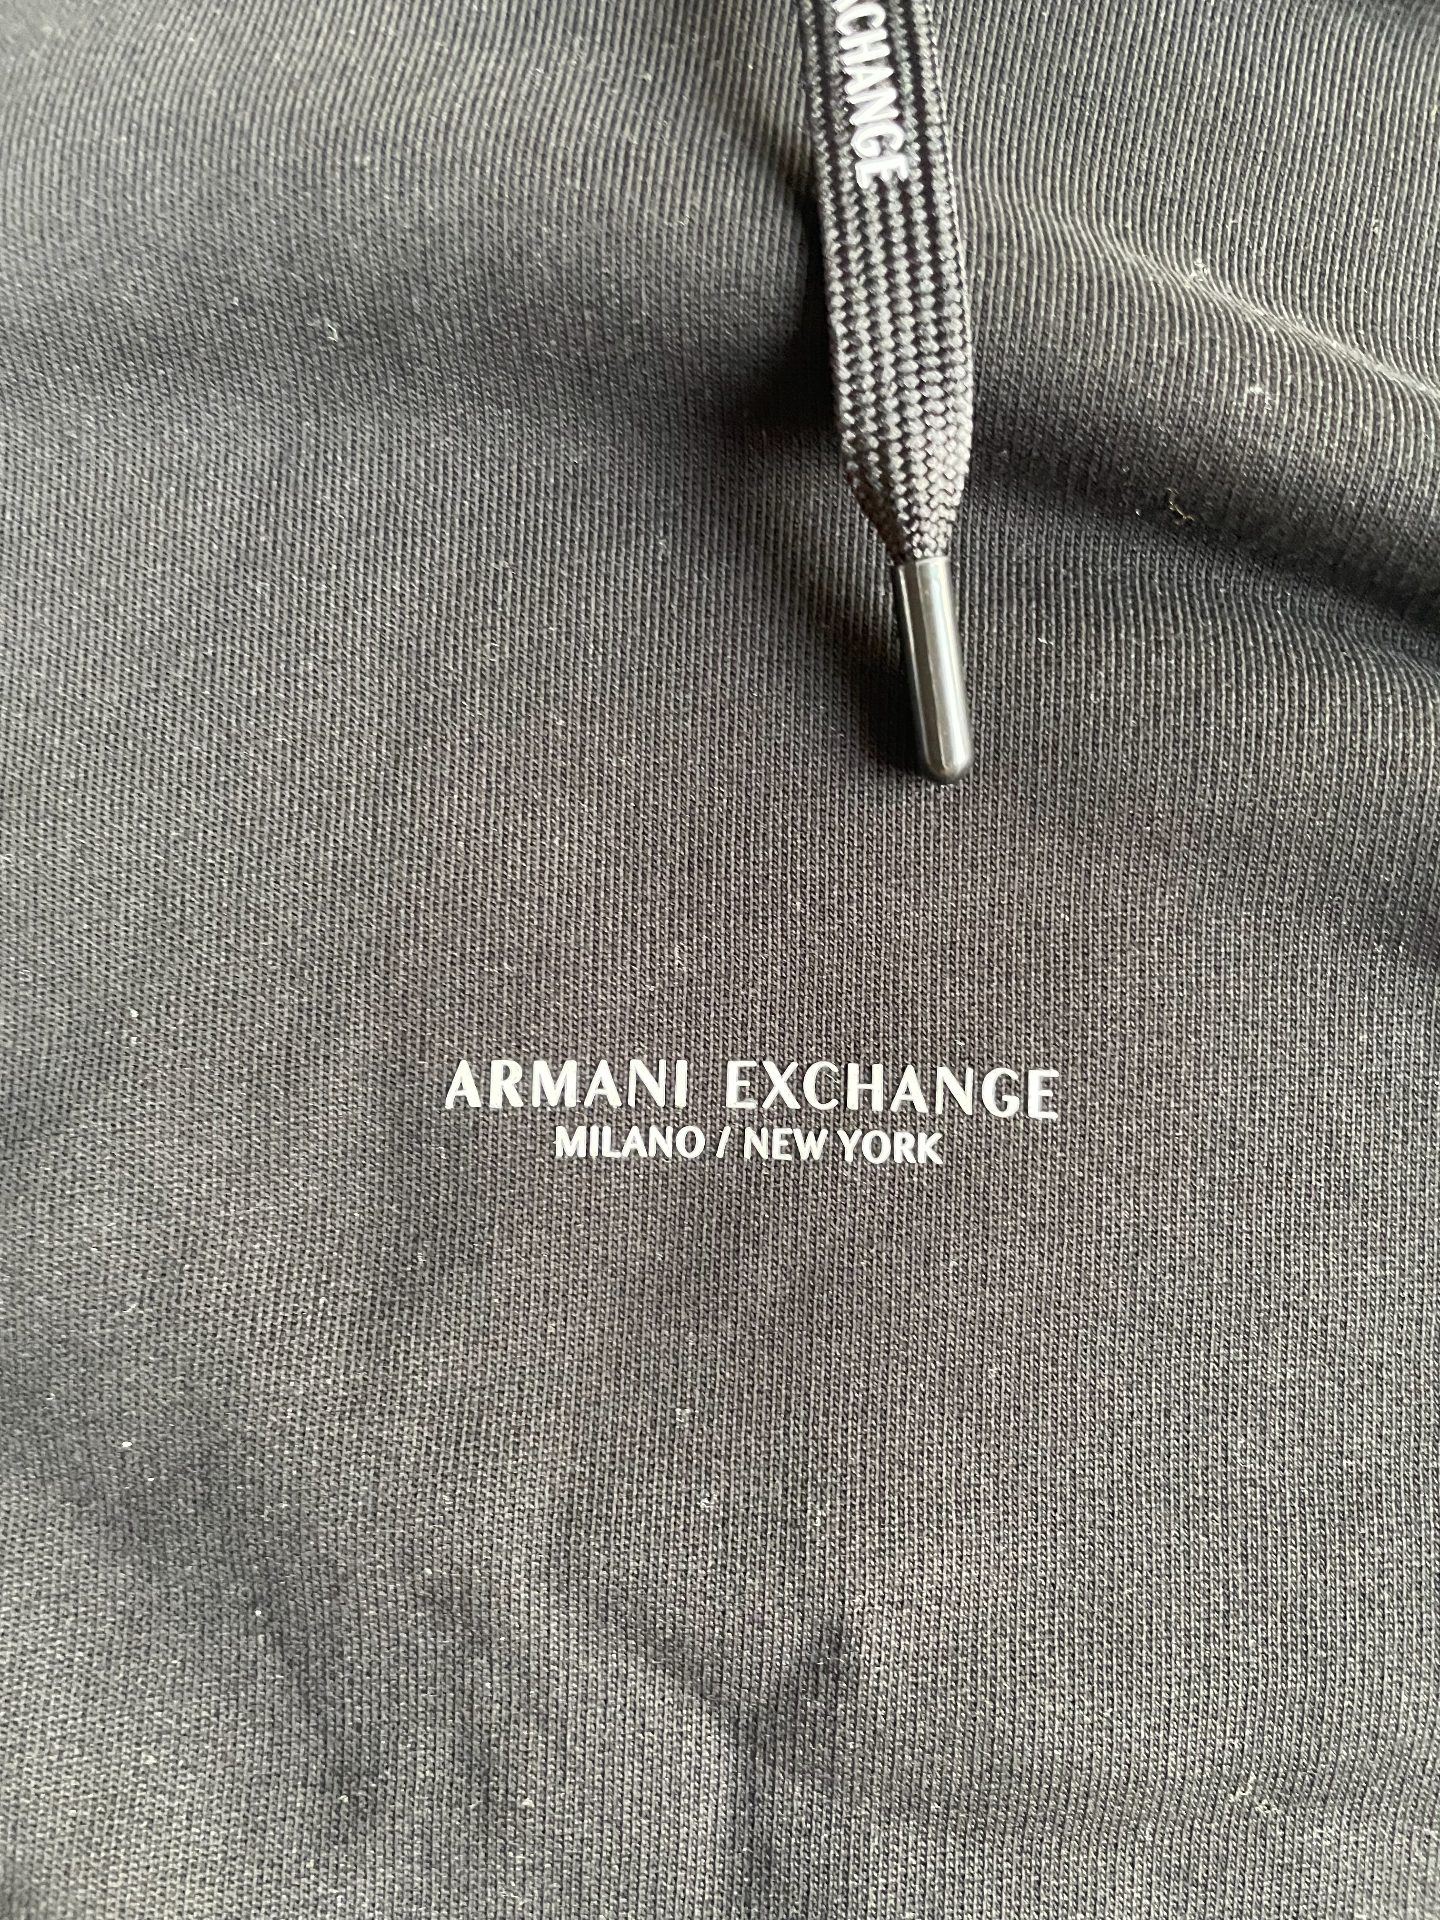 XCHANGE
ARMANI EXCHANGE
MILANO / NEW YORK